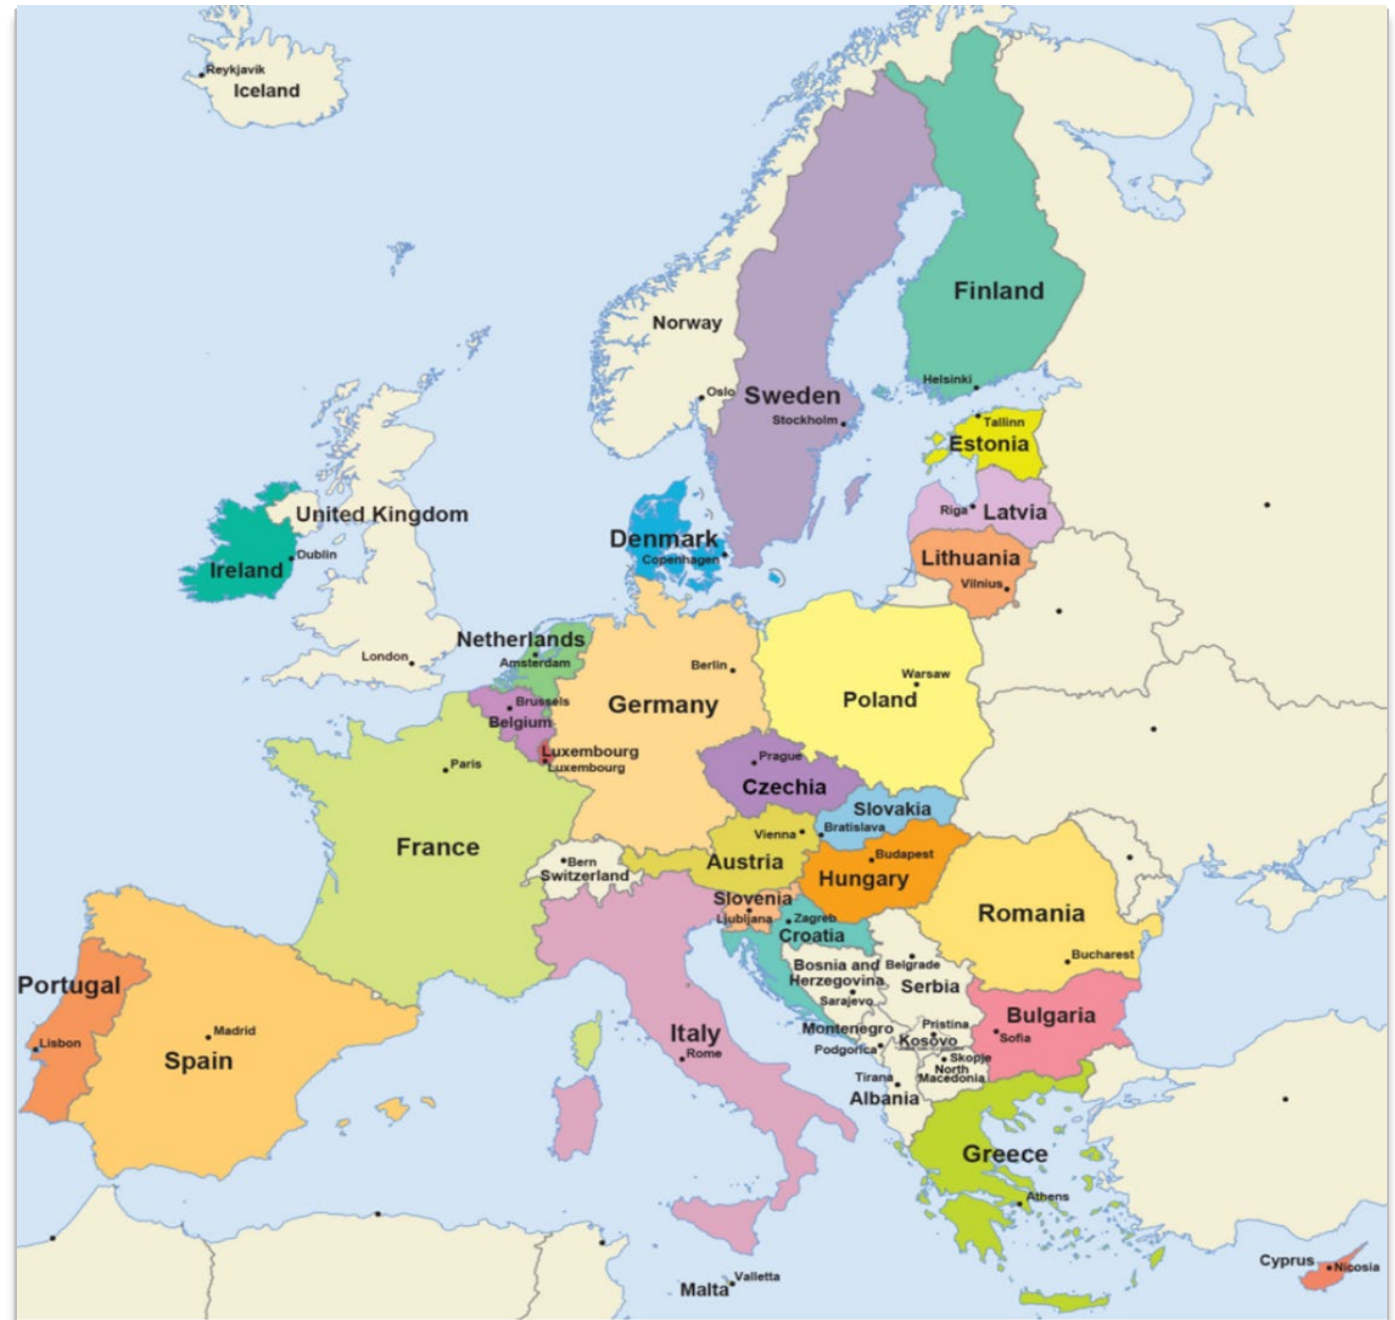 Reykjavík
Iceland
Norway
Oslo
Sweden
Stockholm
Finland
Helsinki
Tallinn
Estonia
Riga
Latvia
Lithuania
Vilnius
United Kingdom
Dublin
Ireland
London
Denmark
Copenhagen
Netherlands
Amsterdam
Brussels
Belgium
Luxembourg
Luxembourg
Berlin
Germany
Warsaw
Poland
Prague
Czechia
Slovakia
Bratislava
Vienna
Austria
Budapest
Hungary
Paris
France
Bern
Switzerland
Slovenia
Ljubljana
Zagreb
Croatia
Romania
Bucharest
Bosnia and
Herzegovina
Sarajevo
Belgrade
Serbia
Montenegro
Podgorica
Pristina
Kosovo
Bulgaria
Sofia
Skopje
North
Macedonia
Tirana
Albania
Portugal
Lisbon
Madrid
Spain
Italy
Rome
Greece
Athens
Valletta
Malta
Cyprus
Nicosia